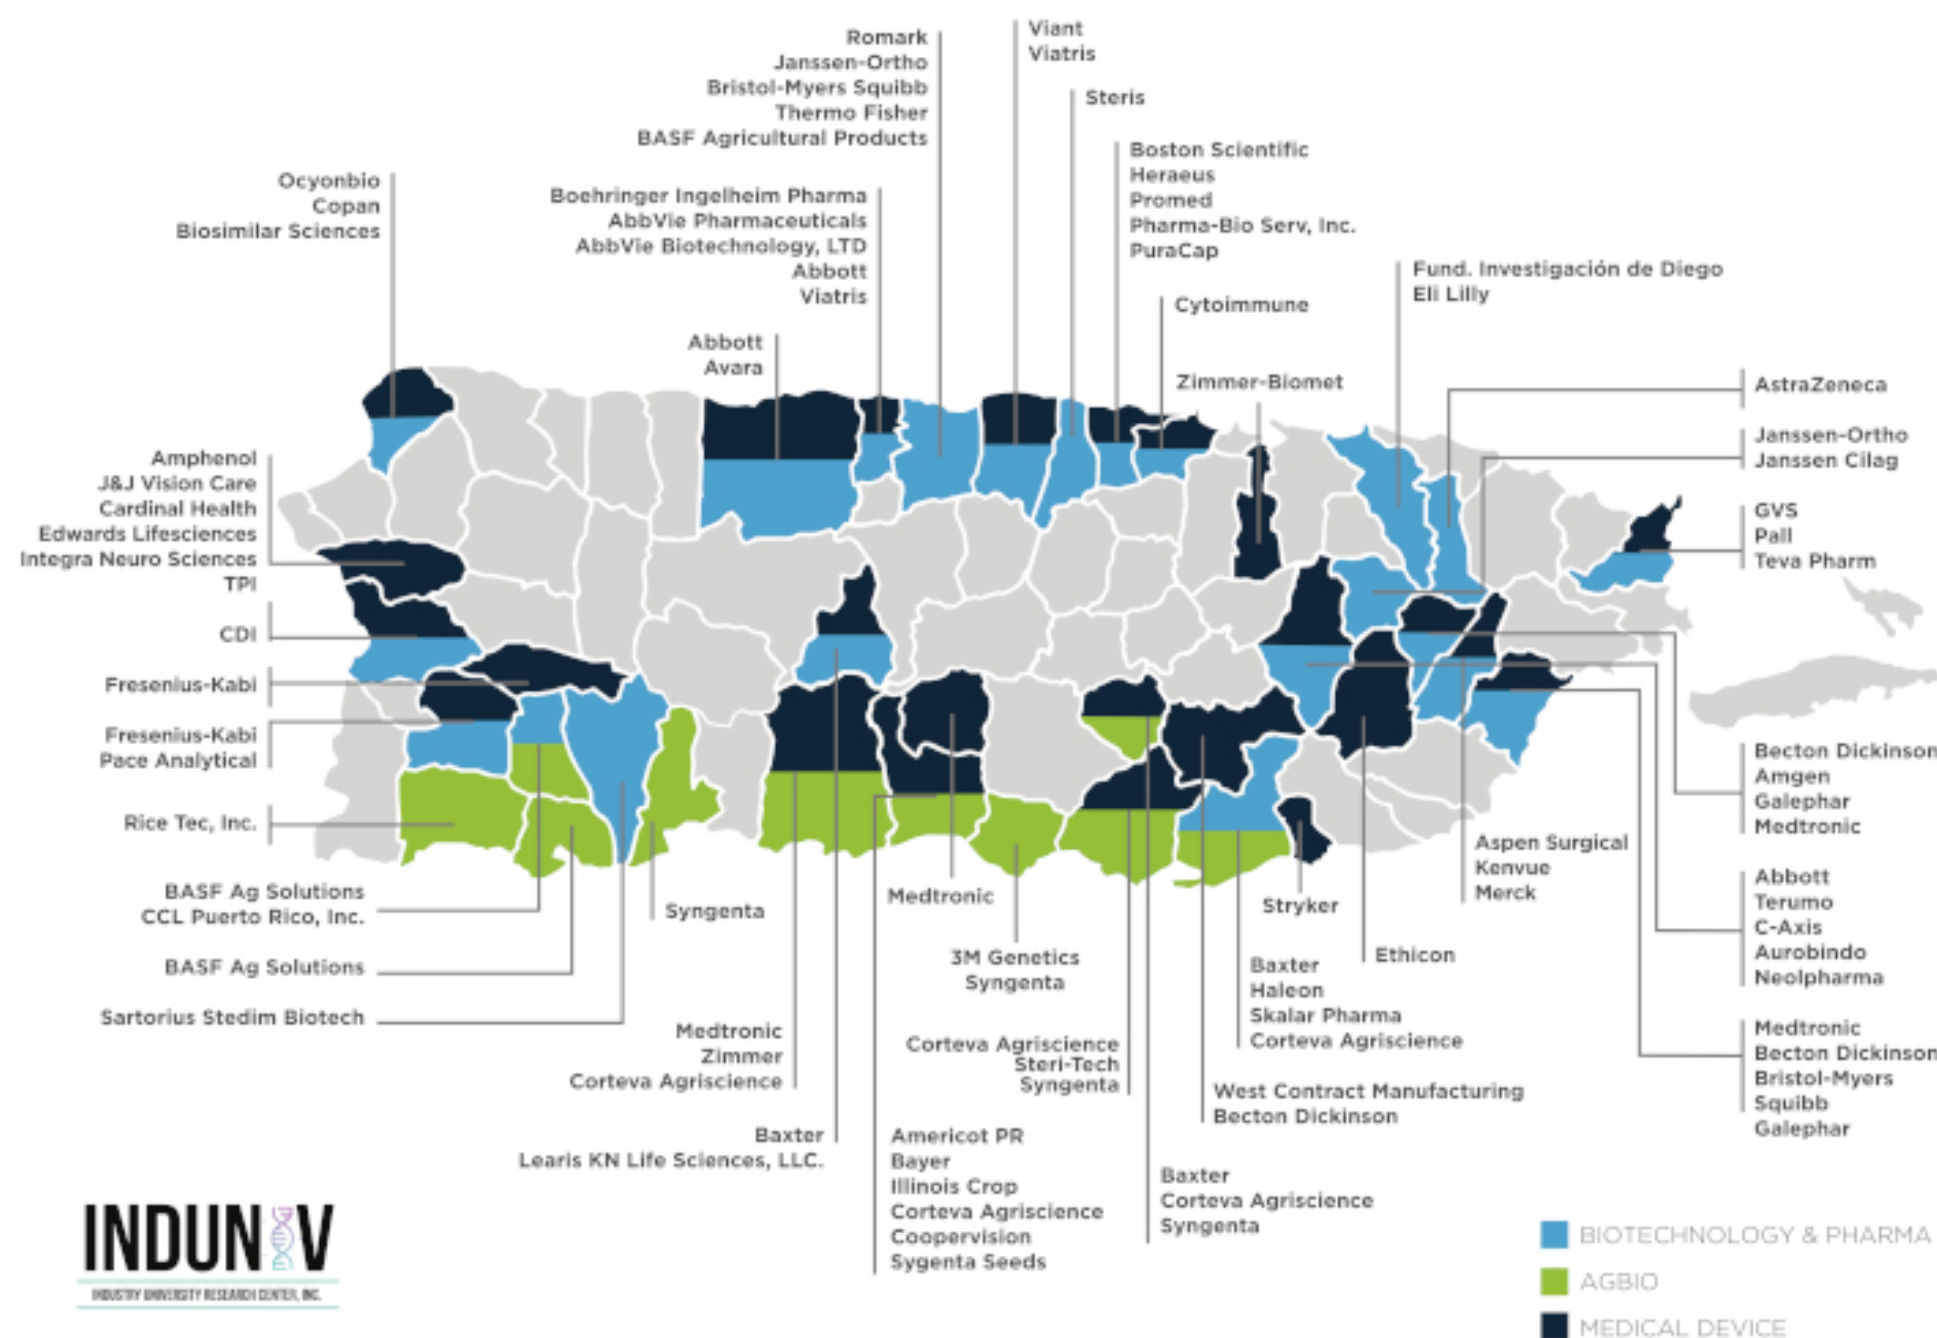 Viant
Viatris
Romark
Janssen-Ortho
Bristol-Myers Squibb
Thermo Fisher
BASF Agricultural Products
Steris
Boston Scientific
Heraeus
Promed
Pharma-Bio Serv, Inc.
PuraCap
Ocyonbio
Copan
Biosimilar Sciences
Boehringer Ingelheim Pharma
AbbVie Pharmaceuticals
AbbVie Biotechnology, LTD
Abbott
Viatris
Fund. Investigación de Diego
Eli Lilly
Cytoimmune
Abbott
Avara
Zimmer-Biomet
AstraZeneca
Janssen-Ortho
Janssen Cilag
GVS
Pall
Teva Pharm
Amphenol
J&J Vision Care
Cardinal Health
Edwards Lifesciences
Integra Neuro Sciences
TPI
CDI
Fresenius-Kabi
Fresenius-Kabi
Pace Analytical
Rice Tec, Inc.
BASF Ag Solutions
CCL Puerto Rico, Inc.
BASF Ag Solutions
Sartorius Stedim Biotech
Syngenta
Medtronic
Zimmer
Corteva Agriscience
Baxter
Learis KN Life Sciences, LLC.
Medtronic
3M Genetics
Syngenta
Corteva Agriscience
Steri-Tech
Syngenta
Americot PR
Bayer
Illinois Crop
Corteva Agriscience
Coopervision
Sygenta Seeds
Baxter
Corteva Agriscience
Syngenta
West Contract Manufacturing
Becton Dickinson
Baxter
Haleon
Skalar Pharma
Corteva Agriscience
Stryker
Ethicon
Aspen Surgical
Kenvue
Merck
Becton Dickinson
Amgen
Galephar
Medtronic
Abbott
Terumo
C-Axis
Aurobindo
Neolpharma
Medtronic
Becton Dickinson
Bristol-Myers
Squibb
Galephar
INDUNIV
INDUSTRY UNIVERSITY RESEARCH CENTER, INC.
BIOTECHNOLOGY & PHARMA
AGBIO
MEDICAL DEVICE